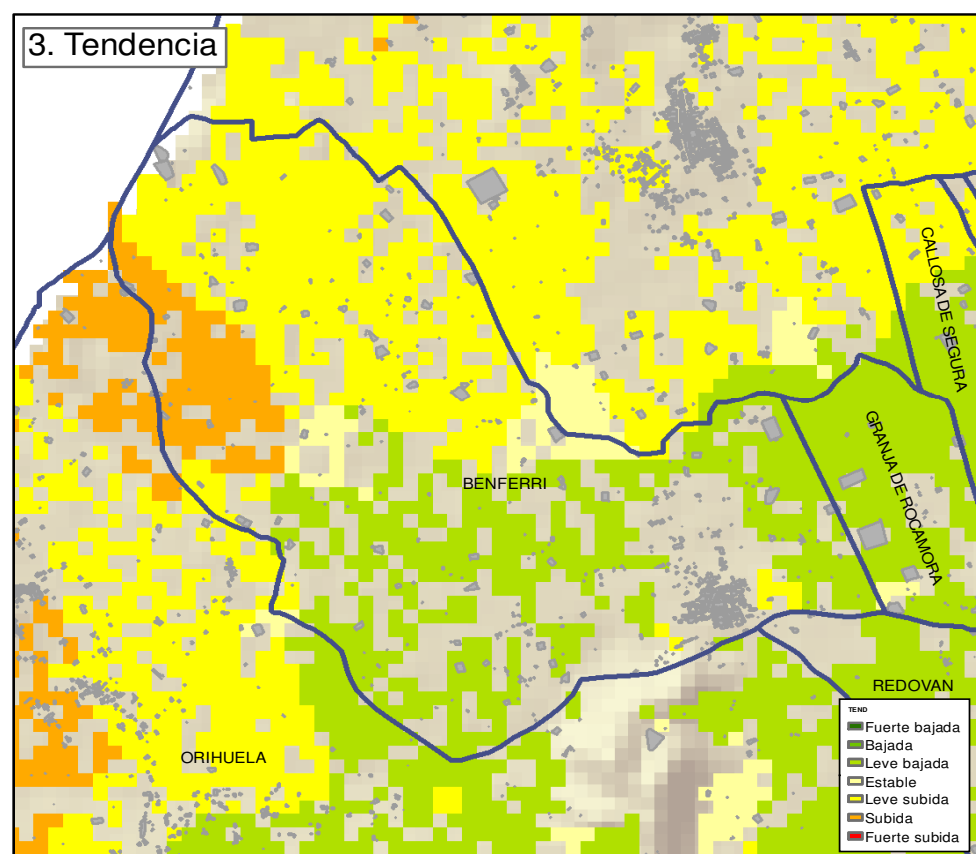 3. Tendencia
CALLOSA DE SEGURA
GRANJA DE ROCAMORA
BENFERRI
REDOVAN
ORIHUELA
TEND
Fuerte bajada
Bajada
Leve bajada
Estable
Leve subida
Subida
Fuerte subida